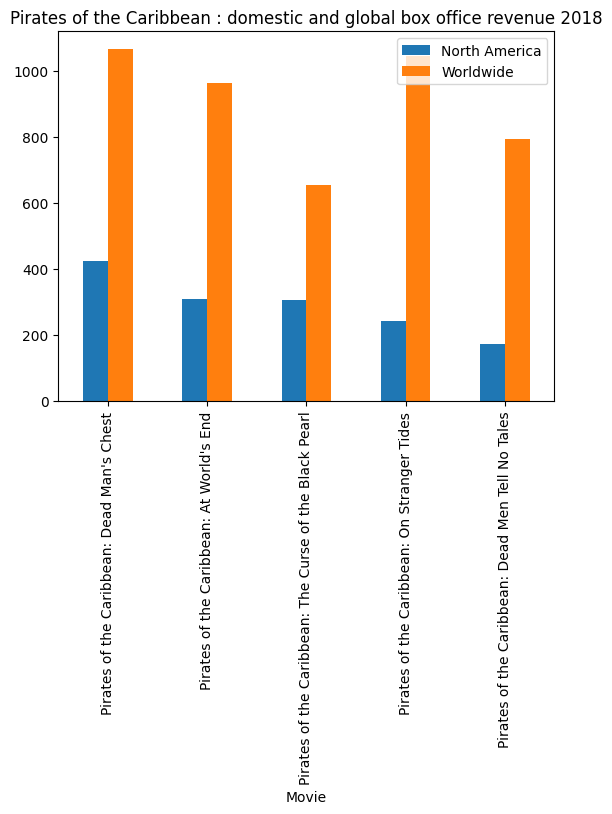 Pirates of the Caribbean : domestic and global box office revenue 2018
North America
Worldwide
1000
800
600
400
200
0
Pirates of the Caribbean: Dead Man's Chest
Pirates of the Caribbean: At World's End
Pirates of the Caribbean: The Curse of the Black Pearl
Pirates of the Caribbean: On Stranger Tides
Pirates of the Caribbean: Dead Men Tell No Tales
Movie